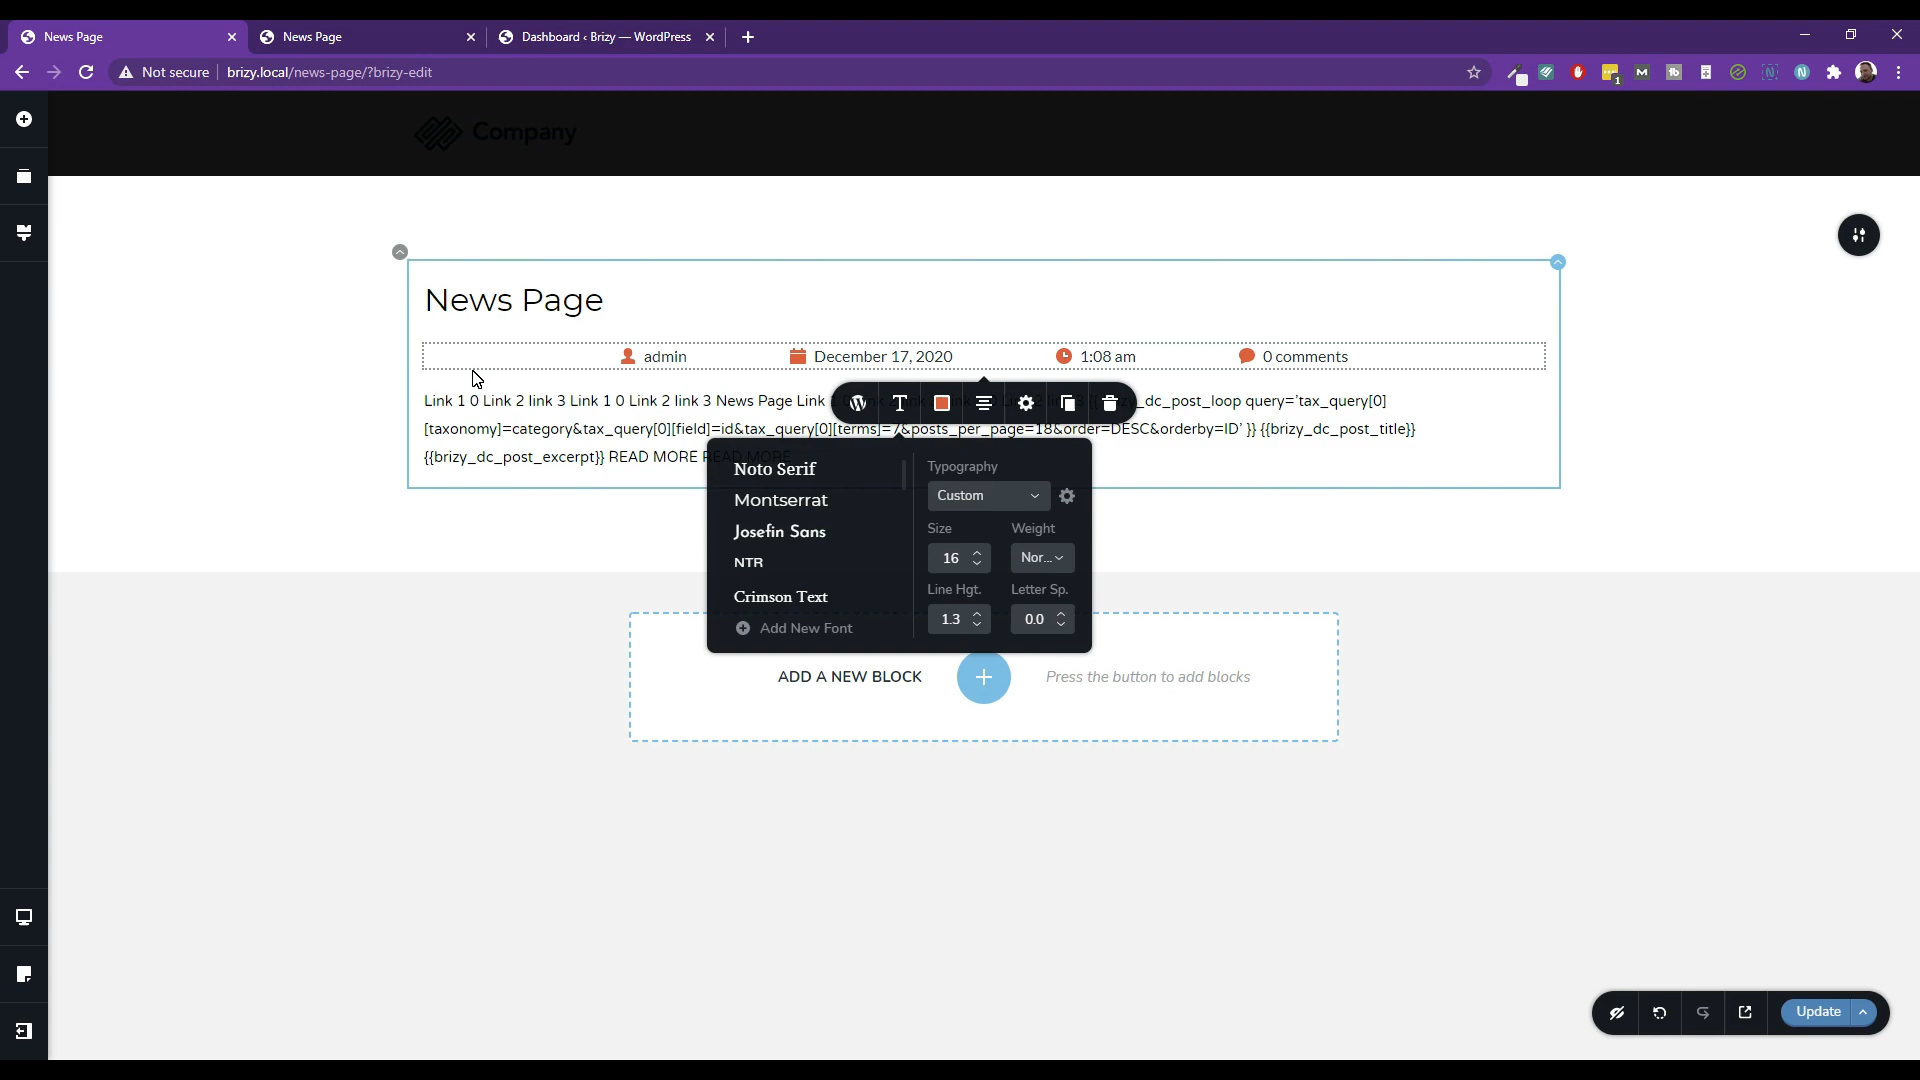 News Page
News Page
Dashboard ‹ Brizy — WordPress
Not secure
brizy.local/news-page/?brizy-edit
1
Company
News Page
admin
December 17, 2020
1:08 am
0 comments
Link 1 0 Link 2 link 3 Link 1 0 Link 2 link 3 News Page Link
_dc_post_loop query='tax_query[0]
[taxonomy]=category&tax_query[0][field]=id&tax_query[0][terms]=7&posts_per_page=18&order=DESC&orderby=ID' }} {{brizy_dc_post_title}}
{{brizy_dc_post_excerpt}} READ MORE READ MORE
Noto Serif
Montserrat
Josefin Sans
NTR
Crimson Text
Add New Font
Typography
Custom
Size
Weight
16
Nor...
Line Hgt.
Letter Sp.
1.3
0.0
ADD A NEW BLOCK
Press the button to add blocks
Update